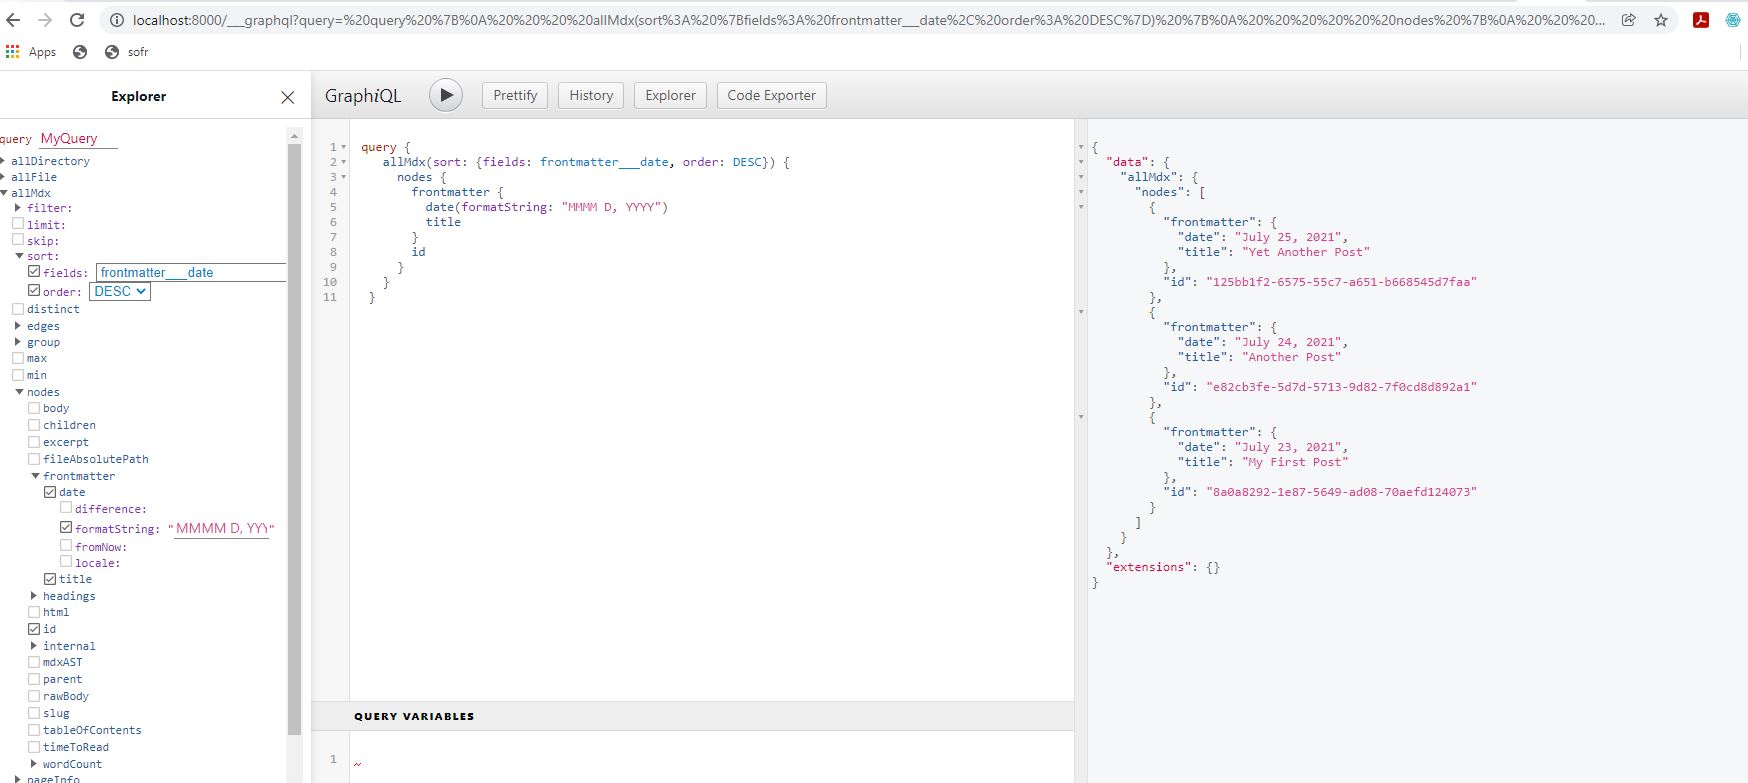 localhost:8000/___graphql?query=%20query%20%7B%0A%20%20%20%20allMdx(sort%3A%20%7Bfields%3A%20frontmatter___date%2C%20order%3A%20DESC%7D)%20%7B%0A%20%20%20%20%20%20nodes%20%7B%0A%20%20%20%20...
Apps
sofr
Explorer
GraphiQL
Prettify
History
Explorer
Code Exporter
query MyQuery
allDirectory
allFile
allMdx
filter:
limit:
skip:
sort:
fields: frontmatter___date
order: DESC
distinct
edges
group
max
min
nodes
body
children
excerpt
fileAbsolutePath
frontmatter
date
difference:
formatString: "MMMM D, YYY"
fromNow:
locale:
title
headings
html
id
internal
mdxAST
parent
rawBody
slug
tableOfContents
timeToRead
wordCount
pageInfo
1 query {
2 allMdx(sort: {fields: frontmatter___date, order: DESC}) {
3 nodes {
4 frontmatter {
5 date(formatString: "MMMM D, YYYY")
6 title
7 }
8 id
9 }
10 }
11 }
QUERY VARIABLES
1
{
"data": {
"allMdx": {
"nodes": [
{
"frontmatter": {
"date": "July 25, 2021",
"title": "Yet Another Post"
},
"id": "125bb1f2-6575-55c7-a651-b668545d7faa"
},
{
"frontmatter": {
"date": "July 24, 2021",
"title": "Another Post"
},
"id": "e82cb3fe-5d7d-5713-9d82-7f0cd8d892a1"
},
{
"frontmatter": {
"date": "July 23, 2021",
"title": "My First Post"
},
"id": "8a0a8292-1e87-5649-ad08-70aefd124073"
}
]
}
},
"extensions": {}
}